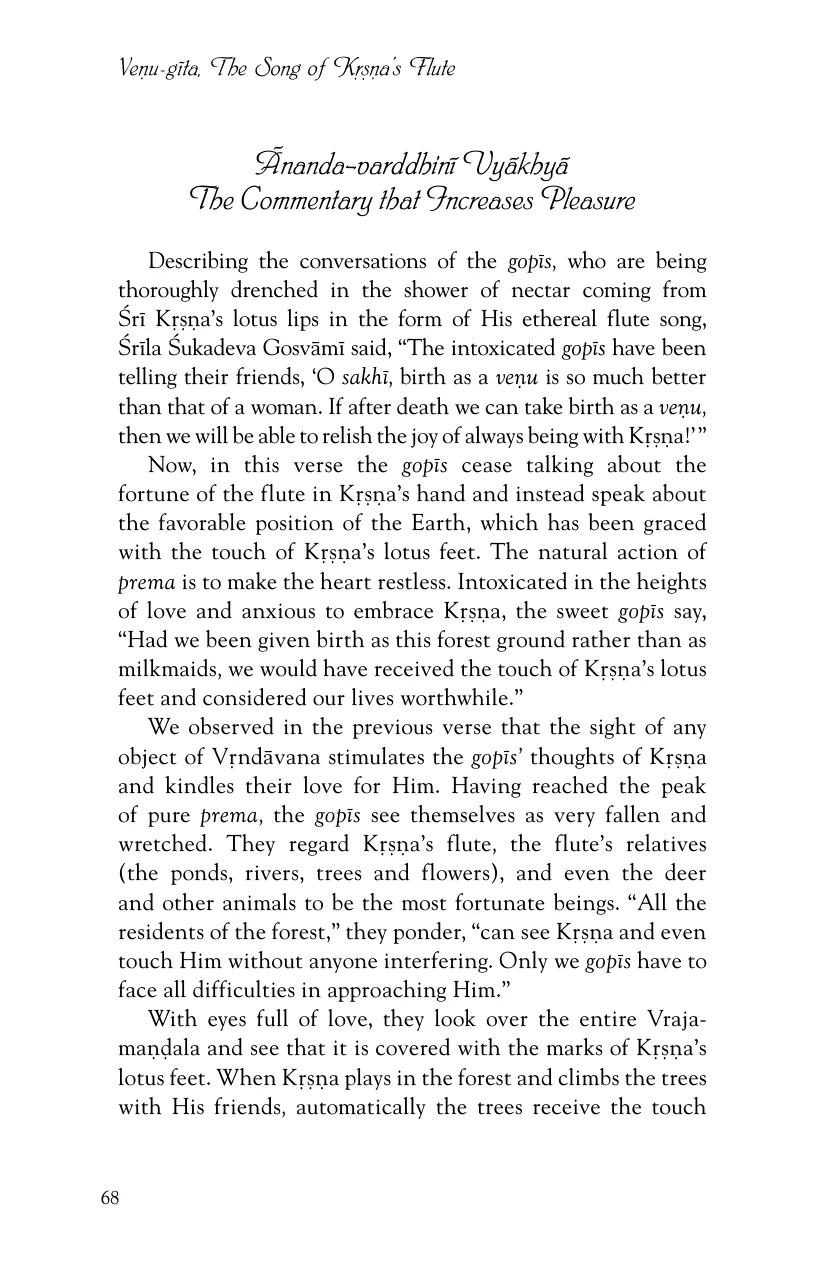 Veṇu-gīta, The Song of Kṛṣṇa's Flute
Ānanda-varddhinī Vyākhyā
The Commentary that Increases Pleasure
Describing the conversations of the gopīs, who are being
thoroughly drenched in the shower of nectar coming from
Śrī Kṛṣṇa's lotus lips in the form of His ethereal flute song,
Śrīla Śukadeva Gosvāmī said, “The intoxicated gopīs have been
telling their friends, ‘O sakhī, birth as a veṇu is so much better
than that of a woman. If after death we can take birth as a veṇu,
then we will be able to relish the joy of always being with Kṛṣṇa!’”
Now, in this verse the gopīs cease talking about the
fortune of the flute in Kṛṣṇa's hand and instead speak about
the favorable position of the Earth, which has been graced
with the touch of Kṛṣṇa's lotus feet. The natural action of
prema is to make the heart restless. Intoxicated in the heights
of love and anxious to embrace Kṛṣṇa, the sweet gopīs say,
“Had we been given birth as this forest ground rather than as
milkmaids, we would have received the touch of Kṛṣṇa's lotus
feet and considered our lives worthwhile.”
We observed in the previous verse that the sight of any
object of Vṛndāvana stimulates the gopīs’ thoughts of Kṛṣṇa
and kindles their love for Him. Having reached the peak
of pure prema, the gopīs see themselves as very fallen and
wretched. They regard Kṛṣṇa's flute, the flute's relatives
(the ponds, rivers, trees and flowers), and even the deer
and other animals to be the most fortunate beings. “All the
residents of the forest,” they ponder, “can see Kṛṣṇa and even
touch Him without anyone interfering. Only we gopīs have to
face all difficulties in approaching Him.”
With eyes full of love, they look over the entire Vraja-
maṇḍala and see that it is covered with the marks of Kṛṣṇa's
lotus feet. When Kṛṣṇa plays in the forest and climbs the trees
with His friends, automatically the trees receive the touch
68